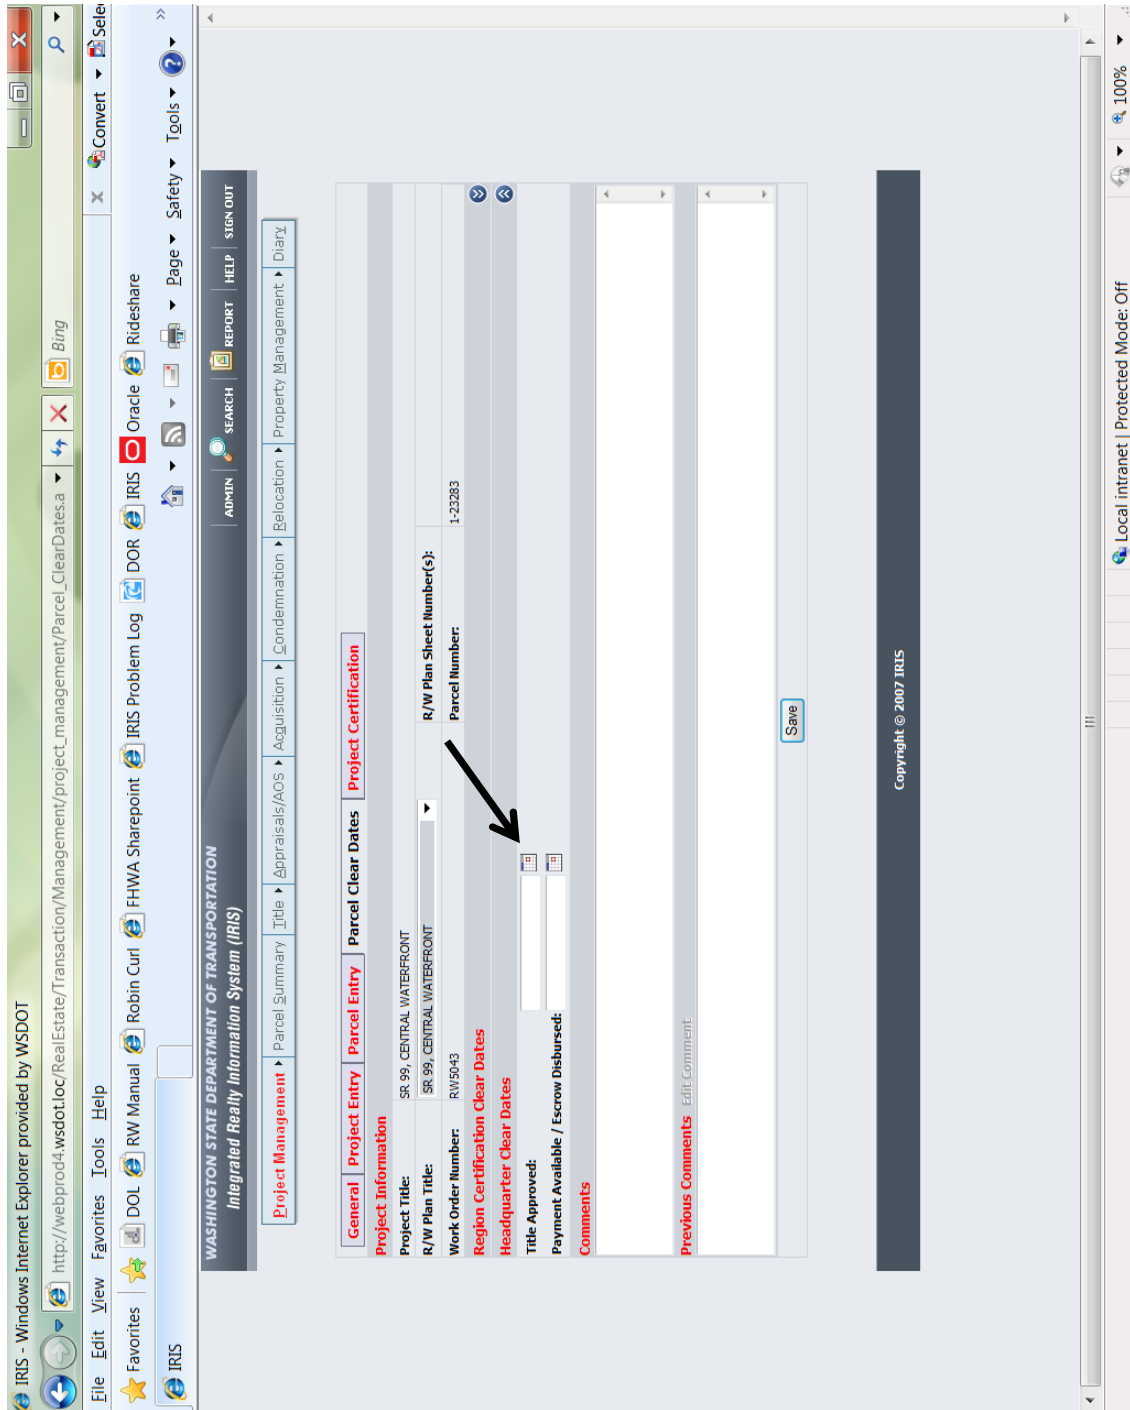 IRIS - Windows Internet Explorer provided by WSDOT
http://webprod4.wsdot.loc/RealEstate/Transaction/Management/project_management/Parcel_ClearDates.a
Bing
File Edit View Favorites Tools Help
Convert Selec
Favorites DOL RW Manual Robin Curl FHWA Sharepoint IRIS Problem Log DOR IRIS Oracle Rideshare
IRIS
Page Safety Tools
WASHINGTON STATE DEPARTMENT OF TRANSPORTATION
Integrated Realty Information System (IRIS)
ADMIN SEARCH REPORT HELP SIGN OUT
Project Management Parcel Summary Title Appraisals/AOS Acquisition Condemnation Relocation Property Management Diary
General Project Entry Parcel Entry Parcel Clear Dates Project Certification
Project Information
Project Title: SR 99, CENTRAL WATERFRONT
R/W Plan Title: SR 99, CENTRAL WATERFRONT R/W Plan Sheet Number(s):
Work Order Number: RW5043 Parcel Number: 1-23283
Region Certification Clear Dates
Headquarter Clear Dates
Title Approved:
Payment Available / Escrow Disbursed:
Comments
Previous Comments Edit Comment
Save
Copyright © 2007 IRIS
Local intranet | Protected Mode: Off
100%